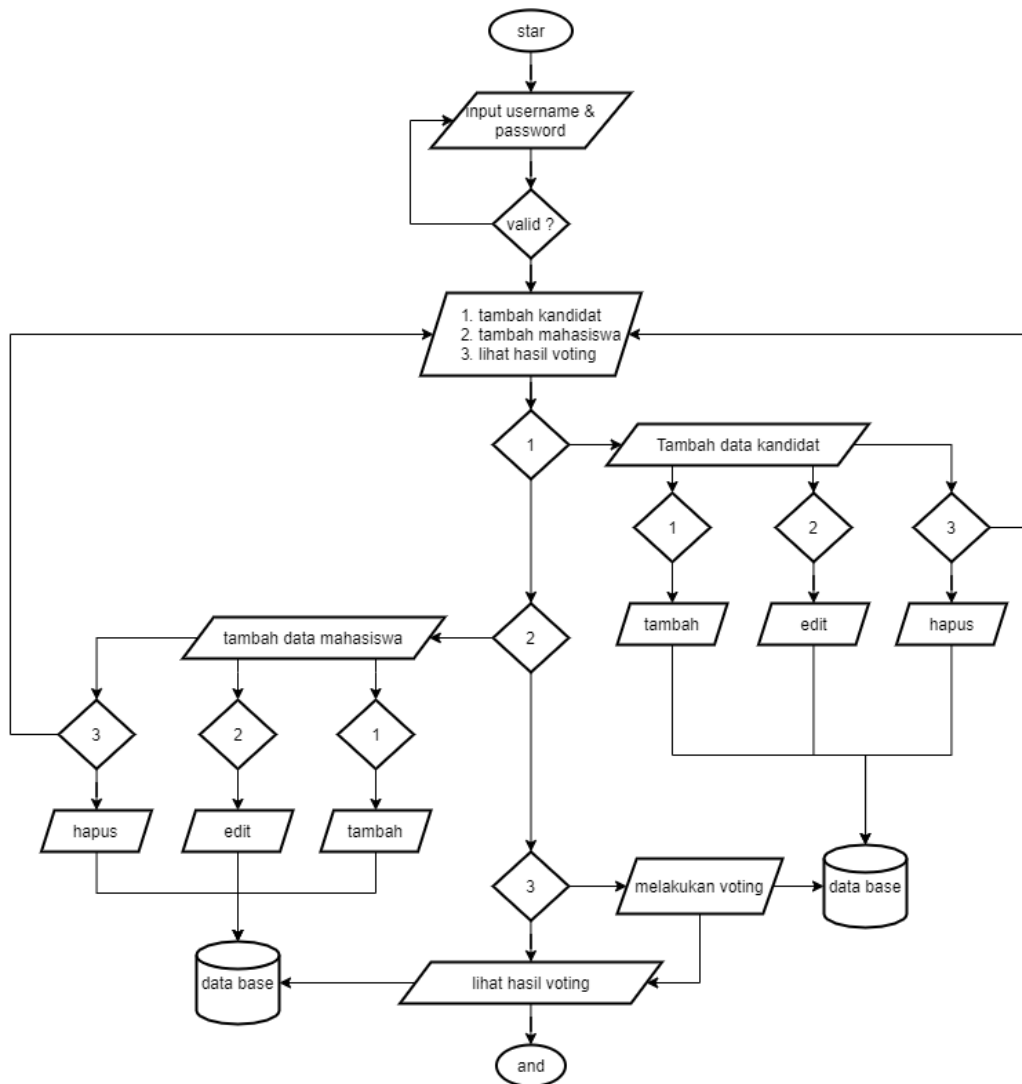 star
input username &
password
valid ?
1. tambah kandidat
2. tambah mahasiswa
3. lihat hasil voting
1
Tambah data kandidat
1
2
3
tambah
edit
hapus
2
tambah data mahasiswa
3
2
1
hapus
edit
tambah
3
melakukan voting
data base
lihat hasil voting
data base
and